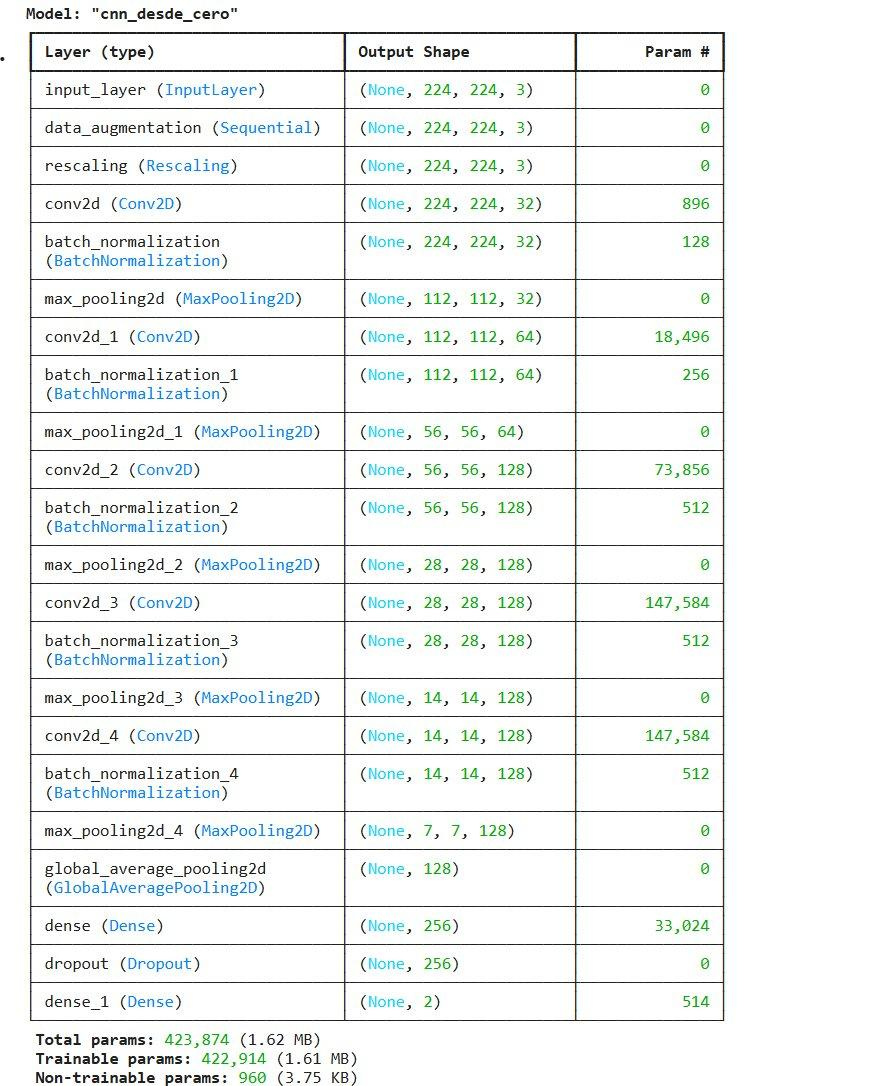 Model: "cnn_desde_cero"
Layer (type) Output Shape Param #
input_layer (InputLayer) (None, 224, 224, 3) 0
data_augmentation (Sequential) (None, 224, 224, 3) 0
rescaling (Rescaling) (None, 224, 224, 3) 0
conv2d (Conv2D) (None, 224, 224, 32) 896
batch_normalization (None, 224, 224, 32) 128
(BatchNormalization)
max_pooling2d (MaxPooling2D) (None, 112, 112, 32) 0
conv2d_1 (Conv2D) (None, 112, 112, 64) 18,496
batch_normalization_1 (None, 112, 112, 64) 256
(BatchNormalization)
max_pooling2d_1 (MaxPooling2D) (None, 56, 56, 64) 0
conv2d_2 (Conv2D) (None, 56, 56, 128) 73,856
batch_normalization_2 (None, 56, 56, 128) 512
(BatchNormalization)
max_pooling2d_2 (MaxPooling2D) (None, 28, 28, 128) 0
conv2d_3 (Conv2D) (None, 28, 28, 128) 147,584
batch_normalization_3 (None, 28, 28, 128) 512
(BatchNormalization)
max_pooling2d_3 (MaxPooling2D) (None, 14, 14, 128) 0
conv2d_4 (Conv2D) (None, 14, 14, 128) 147,584
batch_normalization_4 (None, 14, 14, 128) 512
(BatchNormalization)
max_pooling2d_4 (MaxPooling2D) (None, 7, 7, 128) 0
global_average_pooling2d (None, 128) 0
(GlobalAveragePooling2D)
dense (Dense) (None, 256) 33,024
dropout (Dropout) (None, 256) 0
dense_1 (Dense) (None, 2) 514
Total params: 423,874 (1.62 MB)
Trainable params: 422,914 (1.61 MB)
Non-trainable params: 960 (3.75 KB)